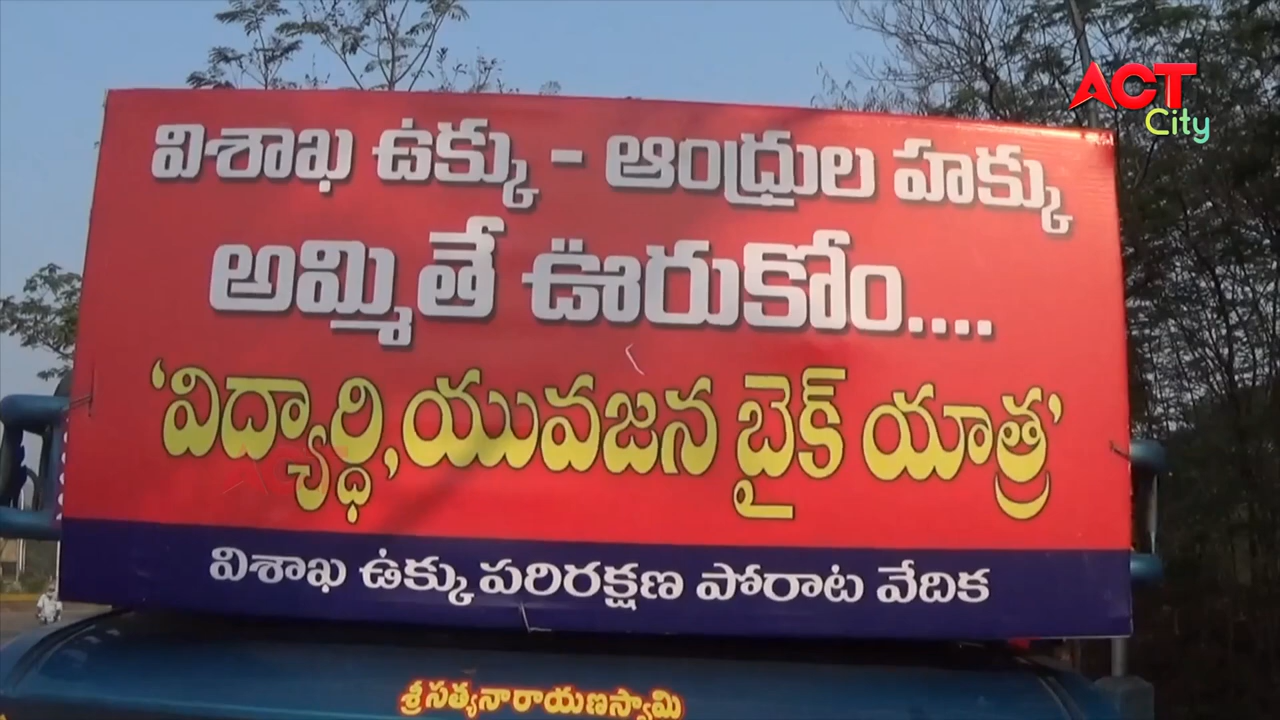 ACT
City
విశాఖ ఉక్కు - ఆంధ్రుల హక్కు
అమ్మితే ఊరుకోం....
‘విద్యార్థి, యువజన బైక్ యాత్ర’
విశాఖ ఉక్కు పరిరక్షణ పోరాట వేదిక
శ్రీ సత్యనారాయణస్వామి